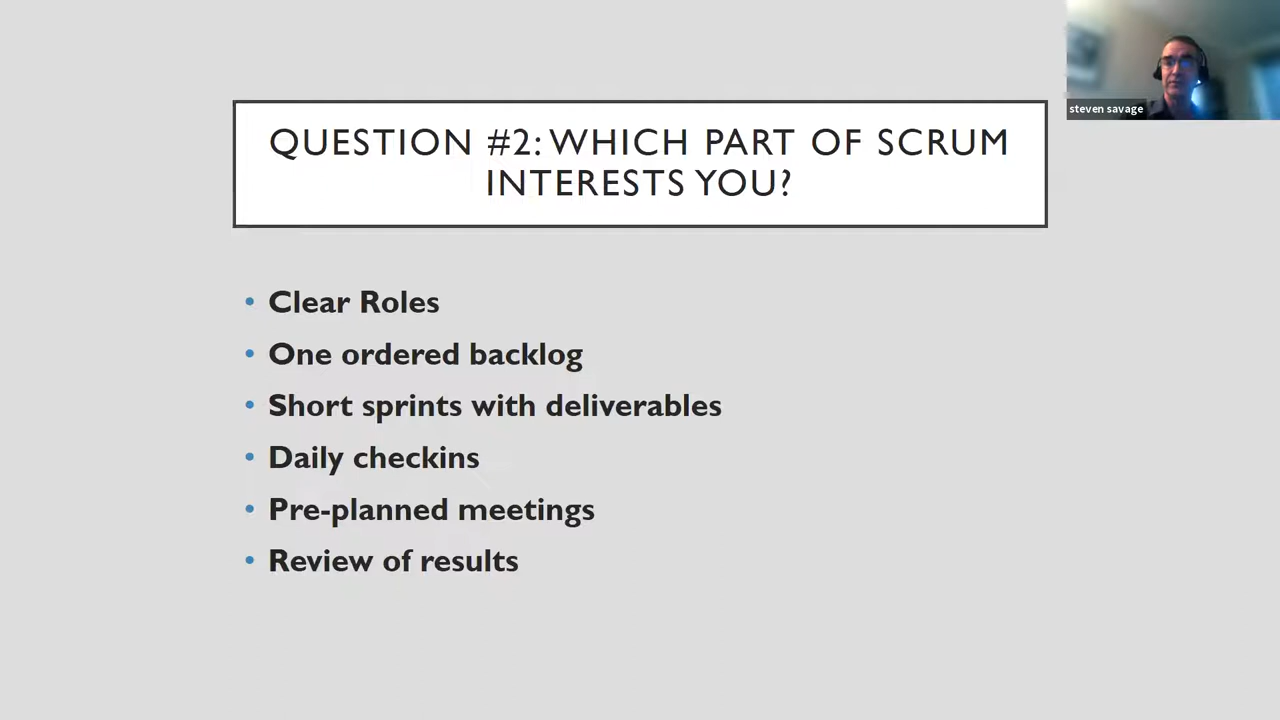 steven savage
QUESTION #2: WHICH PART OF SCRUM
INTERESTS YOU?
• Clear Roles
• One ordered backlog
• Short sprints with deliverables
• Daily checkins
• Pre-planned meetings
• Review of results